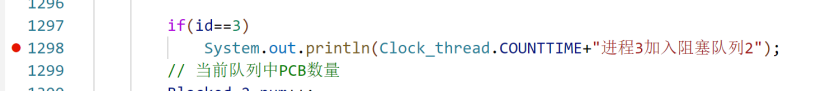 1296
1297 if(id==3)
1298 System.out.println(Clock_thread.COUNTTIME+"进程3加入阻塞队列2");
1299 // 当前队列中PCB数量